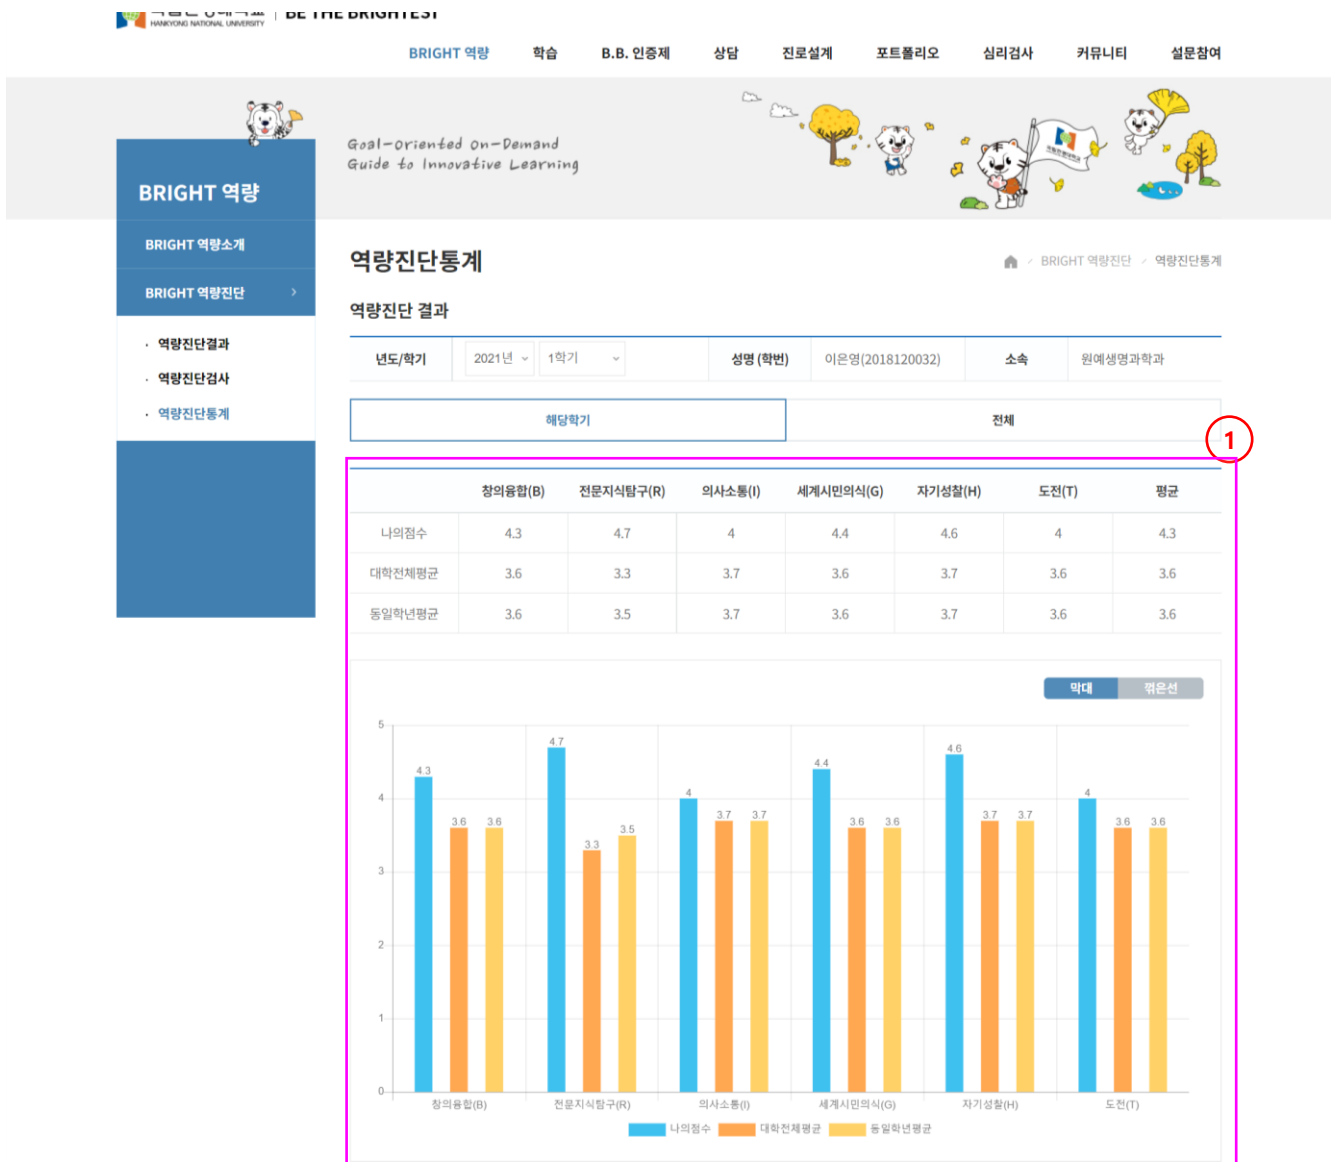 HANKYONG NATIONAL UNIVERSITY
BE THE BRIGHTEST
BRIGHT 역량 학습 B.B. 인증제 상담 진로설계 포트폴리오 심리검사 커뮤니티 설문참여
Goal-oriented on-Demand
Guide to Innovative Learning
BRIGHT 역량
BRIGHT 역량소개
BRIGHT 역량진단
· 역량진단결과
· 역량진단검사
· 역량진단통계
역량진단통계
BRIGHT 역량진단 역량진단통계
역량진단 결과
년도/학기 2021년 1학기 성명 (학번) 이은영(2018120032) 소속 원예생명과학과
해당학기 전체
1
창의융합(B) 전문지식탐구(R) 의사소통(I) 세계시민의식(G) 자기성찰(H) 도전(T) 평균
나의점수 4.3 4.7 4 4.4 4.6 4 4.3
대학전체평균 3.6 3.3 3.7 3.6 3.7 3.6 3.6
동일학년평균 3.6 3.5 3.7 3.6 3.7 3.6 3.6
막대 꺾은선
5
4
3
2
1
0
4.3 3.6 3.6
4.7 3.3 3.5
4 3.7 3.7
4.4 3.6 3.6
4.6 3.7 3.7
4 3.6 3.6
창의융합(B) 전문지식탐구(R) 의사소통(I) 세계시민의식(G) 자기성찰(H) 도전(T)
나의점수 대학전체평균 동일학년평균